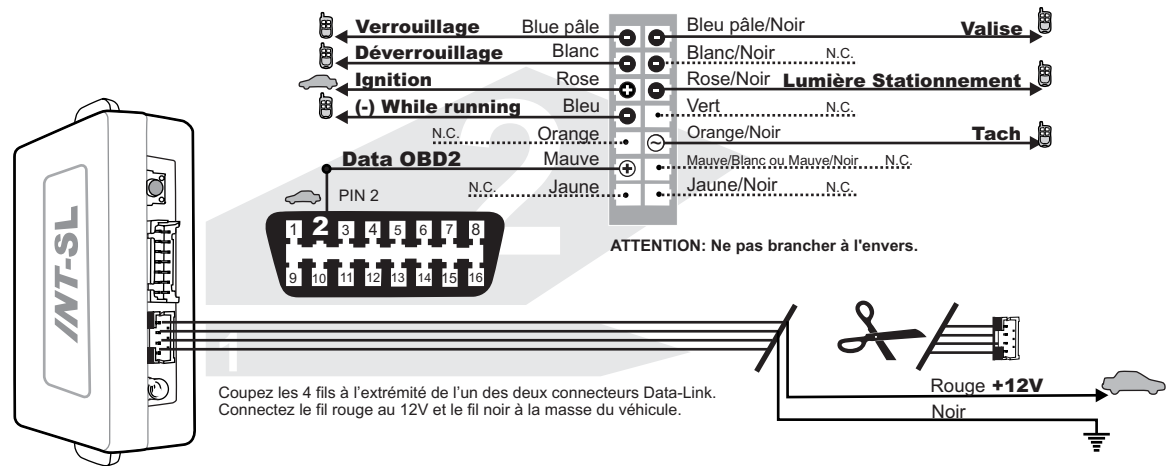 Verrouillage Blue pâle Bleu pâle/Noir Valise
Déverrouillage Blanc Blanc/Noir N.C.
Ignition Rose Rose/Noir Lumière Stationnement
(-) While running Bleu Vert N.C.
N.C. Orange Orange/Noir Tach
Data OBD2 Mauve Mauve/Blanc ou Mauve/Noir N.C.
PIN 2 N.C. Jaune Jaune/Noir N.C.
1 2 3 4 5 6 7 8
9 10 11 12 13 14 15 16
ATTENTION: Ne pas brancher à l'envers.
INT-SL
2
1
Coupez les 4 fils à l'extrémité de l'un des deux connecteurs Data-Link.
Connectez le fil rouge au 12V et le fil noir à la masse du véhicule.
Rouge +12V
Noir